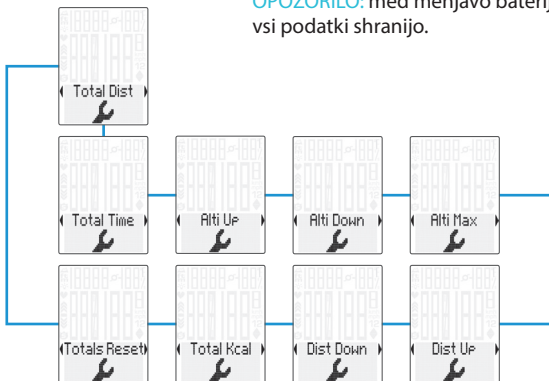 OPOZORILO: med menjavo baterij
vsi podatki shranijo.
Total Dist
Total Time
Alti Up
Alti Down
Alti Max
Totals Reset
Total Kcal
Dist Down
Dist Up